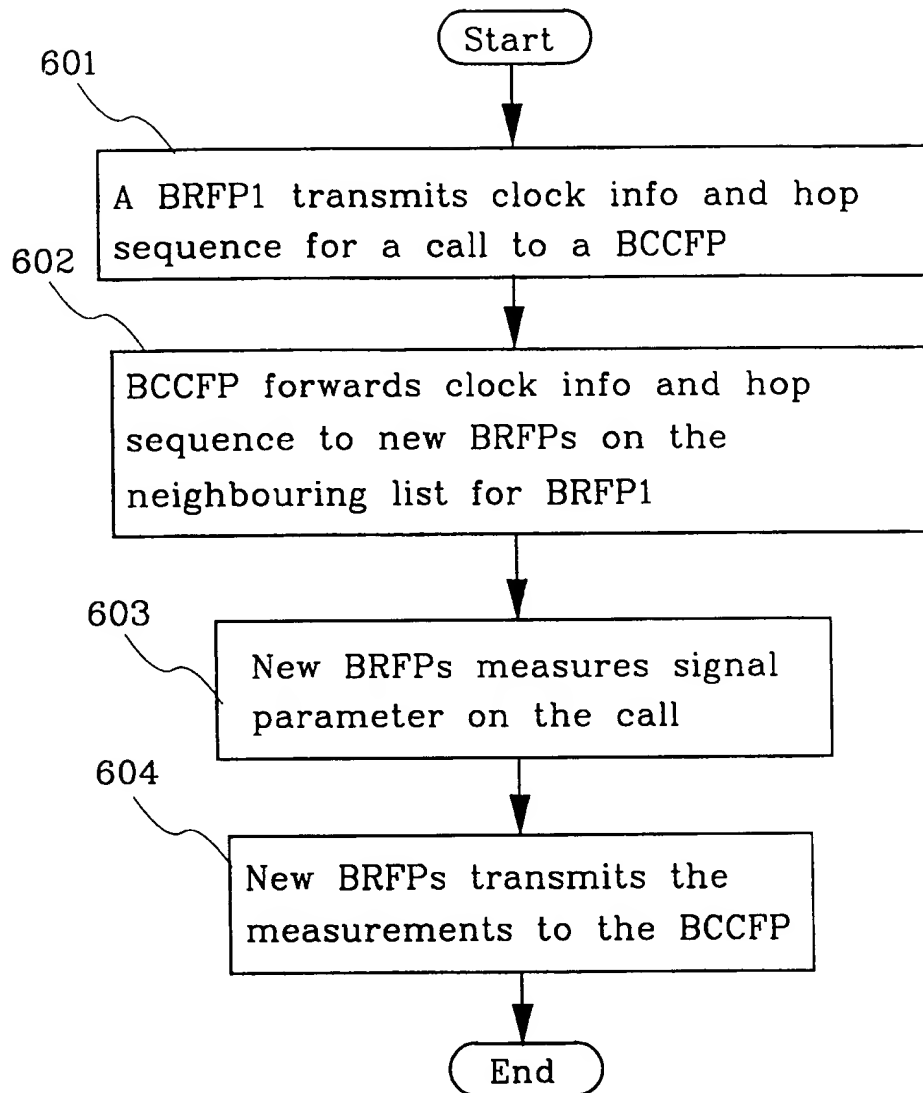 Start
601
A BRFP1 transmits clock info and hop
sequence for a call to a BCCFP
602
BCCFP forwards clock info and hop
sequence to new BRFPs on the
neighbouring list for BRFP1
603
New BRFPs measures signal
parameter on the call
604
New BRFPs transmits the
measurements to the BCCFP
End